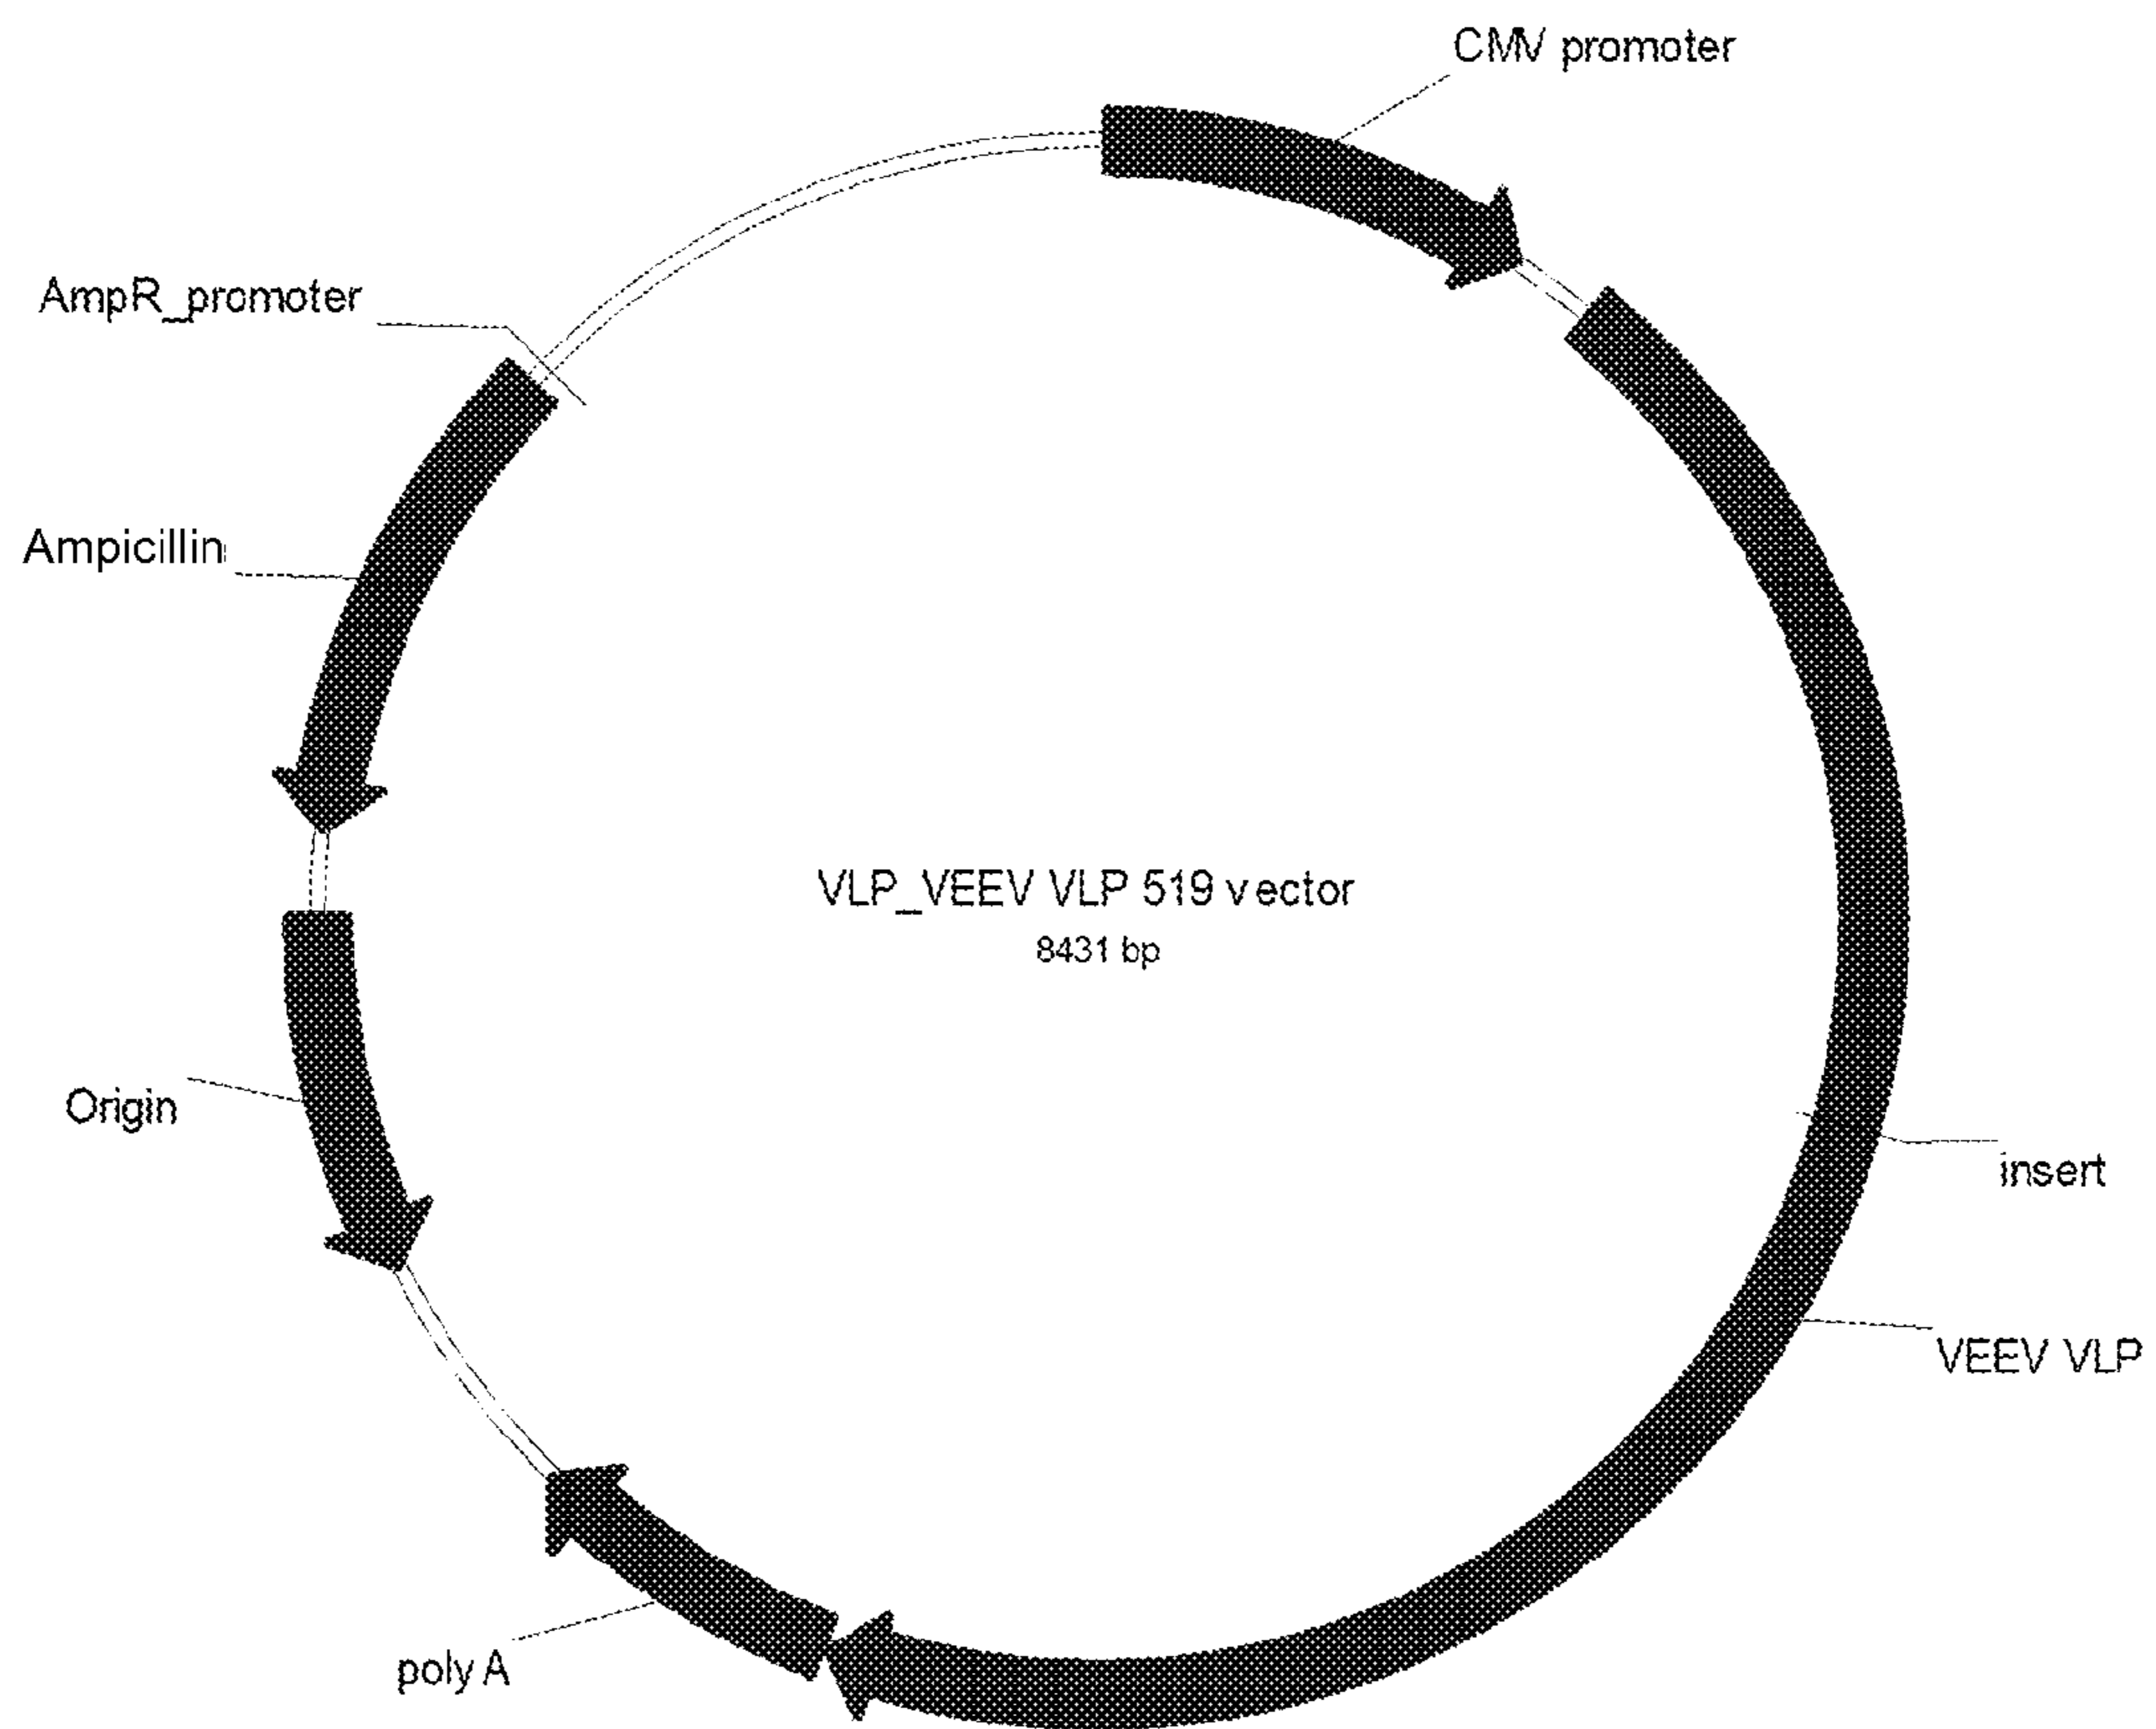 CMV promoter
AmpR_promoter
Ampicillin
VLP_VEEV VLP 519 vector
8431 bp
Origin
insert
VEEV VLP
poly A